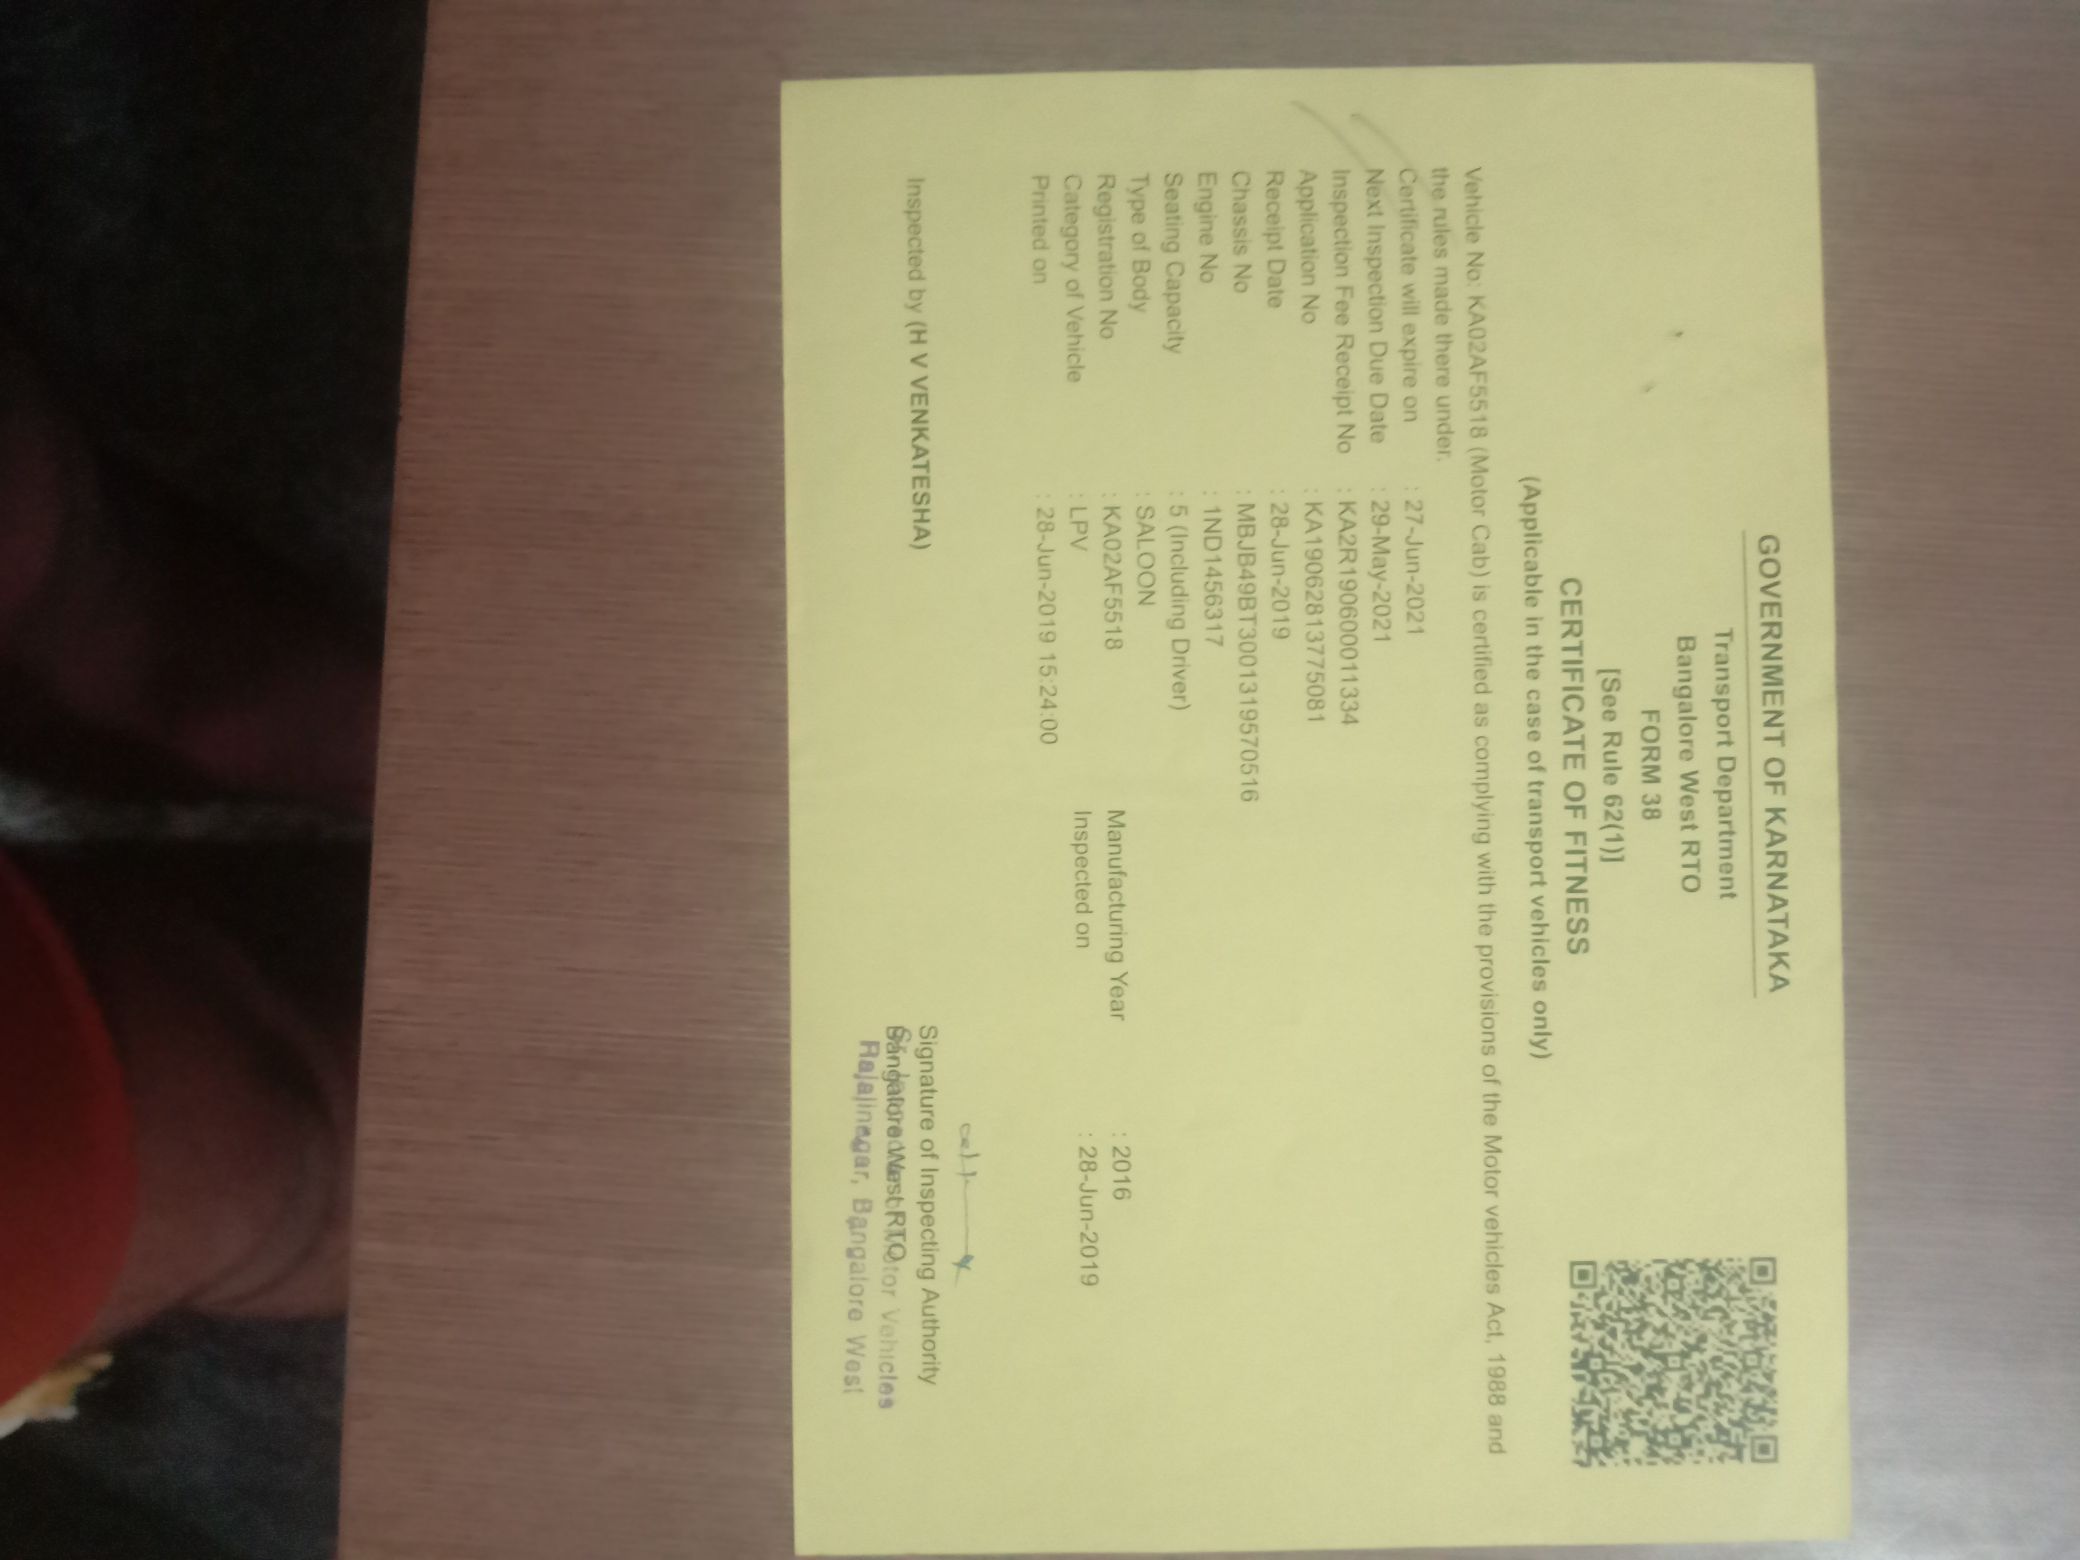 GOVERNMENT OF KARNATAKA
Transport Department
Bangalore West RTO
FORM 38
[See Rule 62(1)]
CERTIFICATE OF FITNESS
(Applicable in the case of transport vehicles only)
Vehicle No: KA02AF5518 (Motor Cab) is certified as complying with the provisions of the Motor vehicles Act, 1988 and
the rules made there under.
Certificate will expire on : 27-Jun-2021
Next Inspection Due Date : 29-May-2021
Inspection Fee Receipt No : KA2R190600011334
Application No : KA190628137775081
Receipt Date : 28-Jun-2019
Chassis No : MBJB49BT3001319570516
Engine No : 1ND1456317
Seating Capacity : 5 (Including Driver)
Type of Body : SALOON
Registration No : KA02AF5518 Manufacturing Year : 2016
Category of Vehicle : LPV Inspected on : 28-Jun-2019
Printed on : 28-Jun-2019 15:24:00
Inspected by (H V VENKATESHA) Signature of Inspecting Authority
Bangalore West RTO
Motor Vehicles
Rajajinagar, Bangalore West